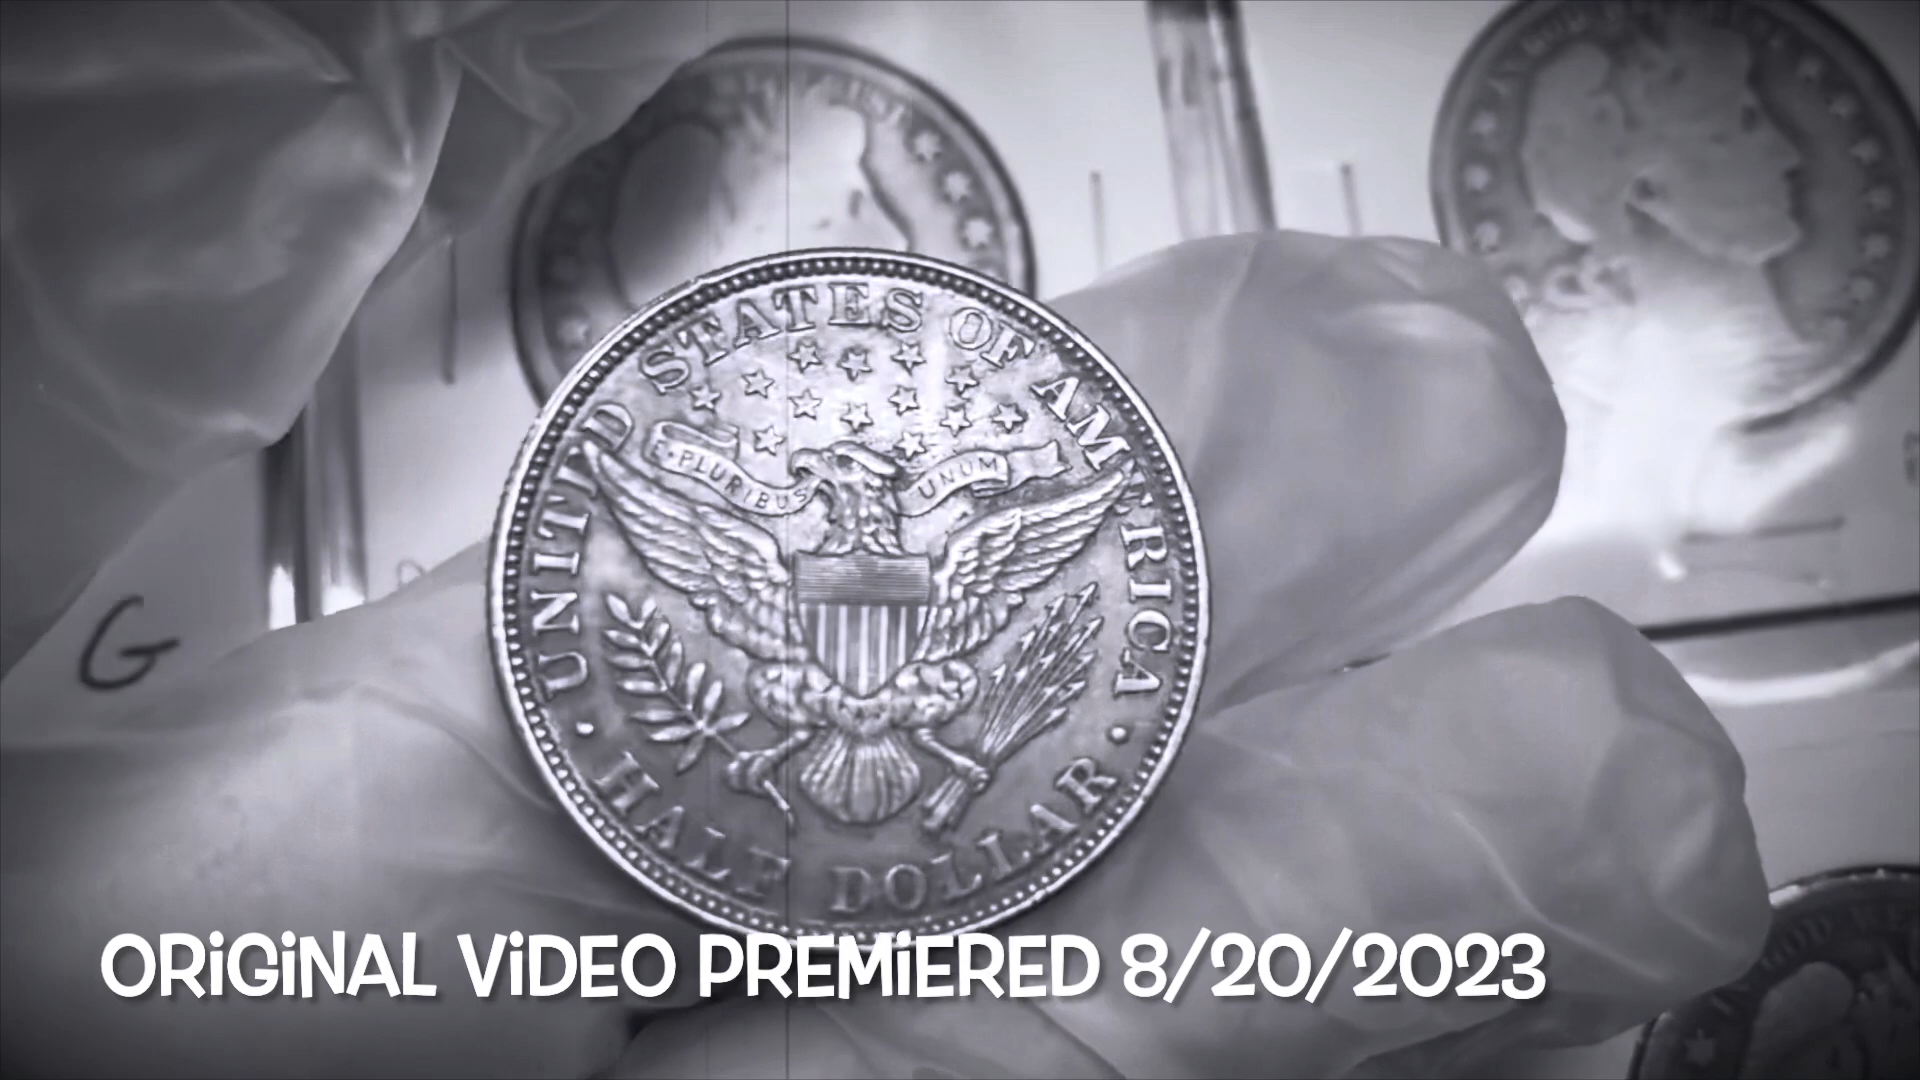 UNITED STATES OF AMERICA
E·PLURIBUS UNUM
· HALF DOLLAR ·
G
ORiGiNAL ViDEO PREMiERED 8/20/2023